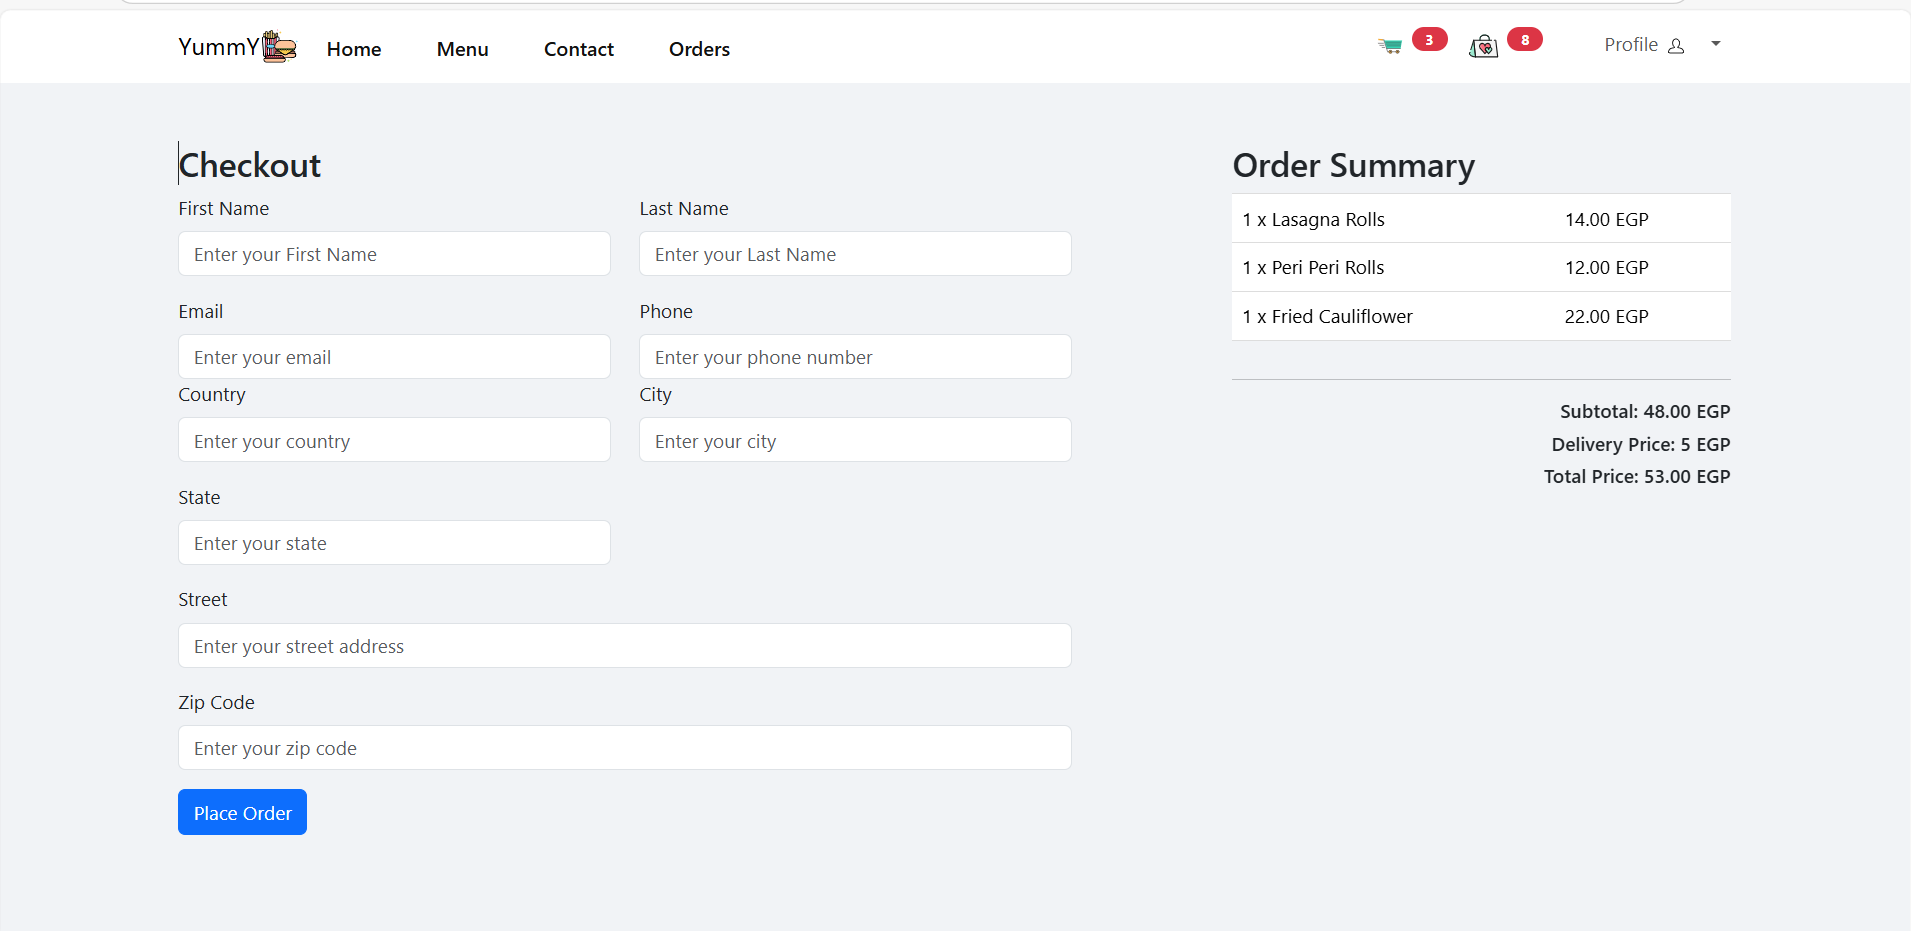 YummY Home Menu Contact Orders 3 8 Profile
Checkout
First Name Last Name
Enter your First Name Enter your Last Name
Email Phone
Enter your email Enter your phone number
Country City
Enter your country Enter your city
State
Enter your state
Street
Enter your street address
Zip Code
Enter your zip code
Place Order
Order Summary
1 x Lasagna Rolls 14.00 EGP
1 x Peri Peri Rolls 12.00 EGP
1 x Fried Cauliflower 22.00 EGP
Subtotal: 48.00 EGP
Delivery Price: 5 EGP
Total Price: 53.00 EGP